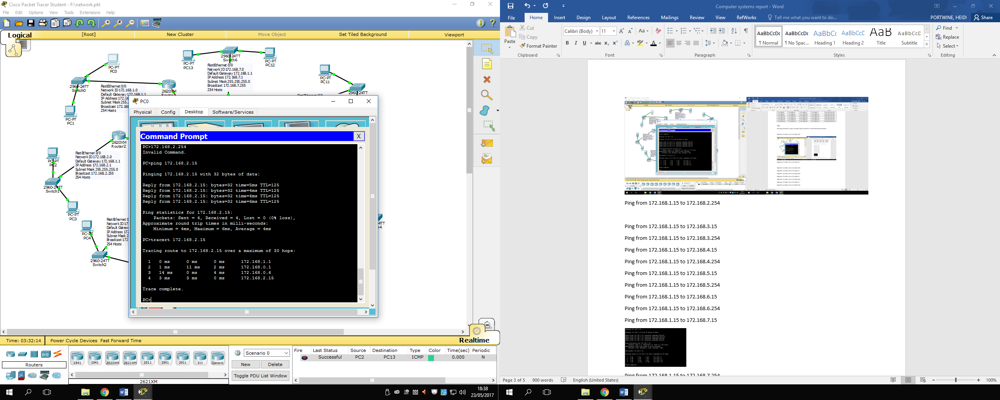 Cisco Packet Tracer Student - F:\network.pkt
File Edit Options View Tools Extensions Help
Logical [Root] New Cluster Move Object Set Tiled Background Viewport
PC-PT
PC0
2960-24TT
Switch0
PC-PT
PC1
FastEthernet 0/0
Network ID 172.168.1.0
Default Gateway 172.168.1.1
IP Address 172.16
Subnet Mask 255.2
Broadcast 172.168
254 Hosts
2620XM
PC-PT
PC13
2960-24TT
Switch6
PC-PT
PC12
FastEthernet 0/0
Network ID 172.168.7.0
Default Gateway 172.168.1.1
IP Address 172.168.7.1
Subnet Mask 255.255.255.0
Broadcast 172.168.7.255
254 Hosts
PC-PT
PC11
2960-24TT
2620XM
Router2
FastEthernet 0/0
Network ID 172.168.2.0
Default Gateway 172.168.1.1
IP Address 172.168.2.1
Subnet Mask 255.255.255.0
Broadcast 172.168.2.255
254 Hosts
PC-PT
PC2
2960-24TT
Switch1
PC-PT
PC3
PC-PT
PC4
FastEthernet 0
Network ID 17
Default Gatew
IP Address 17
Subnet Mask 2
Broadcast 172
254 Hosts
2960-24TT
Switch2
PC0
Physical Config Desktop Software/Services
Command Prompt X
PC>172.168.2.254
Invalid Command.
PC>ping 172.168.2.15
Pinging 172.168.2.15 with 32 bytes of data:
Reply from 172.168.2.15: bytes=32 time=5ms TTL=125
Reply from 172.168.2.15: bytes=32 time=4ms TTL=125
Reply from 172.168.2.15: bytes=32 time=4ms TTL=125
Reply from 172.168.2.15: bytes=32 time=6ms TTL=125
Ping statistics for 172.168.2.15:
Packets: Sent = 4, Received = 4, Lost = 0 (0% loss),
Approximate round trip times in milli-seconds:
Minimum = 4ms, Maximum = 6ms, Average = 4ms
PC>tracert 172.168.2.15
Tracing route to 172.168.2.15 over a maximum of 30 hops:
1 0 ms 0 ms 0 ms 172.168.1.1
2 1 ms 11 ms 2 ms 172.168.0.1
3 14 ms 0 ms 4 ms 172.168.0.6
4 3 ms 3 ms 0 ms 172.168.2.15
Trace complete.
PC>
Time: 03:32:14 Power Cycle Devices Fast Forward Time Realtime
Routers
1841 1941 2620XM 2621XM 2811 2901 2911 819 Generic
2621XM
Scenario 0
New Delete
Toggle PDU List Window
Fire Last Status Source Destination Type Color Time(sec) Periodic
Successful PC2 PC13 ICMP 0.000 N
18:38
23/05/2017
Computer systems report - Word
File Home Insert Design Layout References Mailings Review View RefWorks Tell me what you want to do... PORTWINE, HEIDI Share
Paste Cut Copy Format Painter
Clipboard
Calibri (Body) 11
Font
Paragraph
AaBbCcDc AaBbCcDc AaBbC( AaBbCcD AaB AaBbCcD
¶ Normal ¶ No Spac... Heading 1 Heading 2 Title Subtitle
Styles
Find
Replace
Select
Editing
Ping from 172.168.1.15 to 172.168.2.254
Ping from 172.168.1.15 to 172.168.3.15
Ping from 172.168.1.15 to 172.168.3.254
Ping from 172.168.1.15 to 172.168.4.15
Ping from 172.168.1.15 to 172.168.4.254
Ping from 172.168.1.15 to 172.168.5.15
Ping from 172.168.1.15 to 172.168.5.254
Ping from 172.168.1.15 to 172.168.6.15
Ping from 172.168.1.15 to 172.168.6.254
Ping from 172.168.1.15 to 172.168.7.15
Ping from 172.168.1.15 to 172.168.7.254
Page 3 of 5 900 words English (United States) 100%